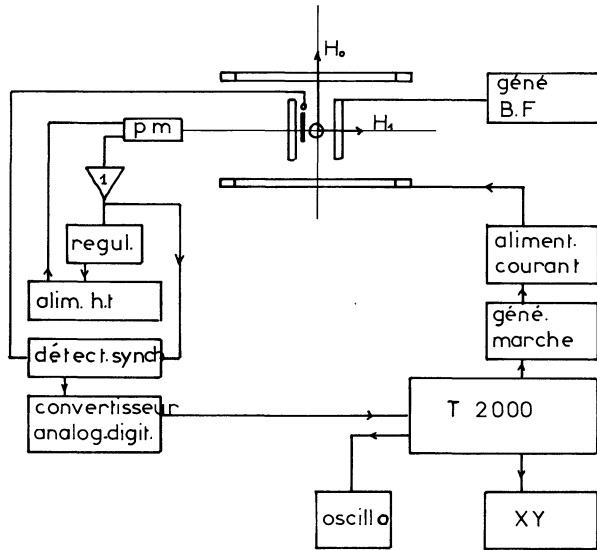 H₀
géné
B.F
p m
H₁
1
regul.
aliment.
courant
alim. h.t
géné.
marche
détect.synch.
convertisseur
analog.digit.
T 2000
oscillo
XY